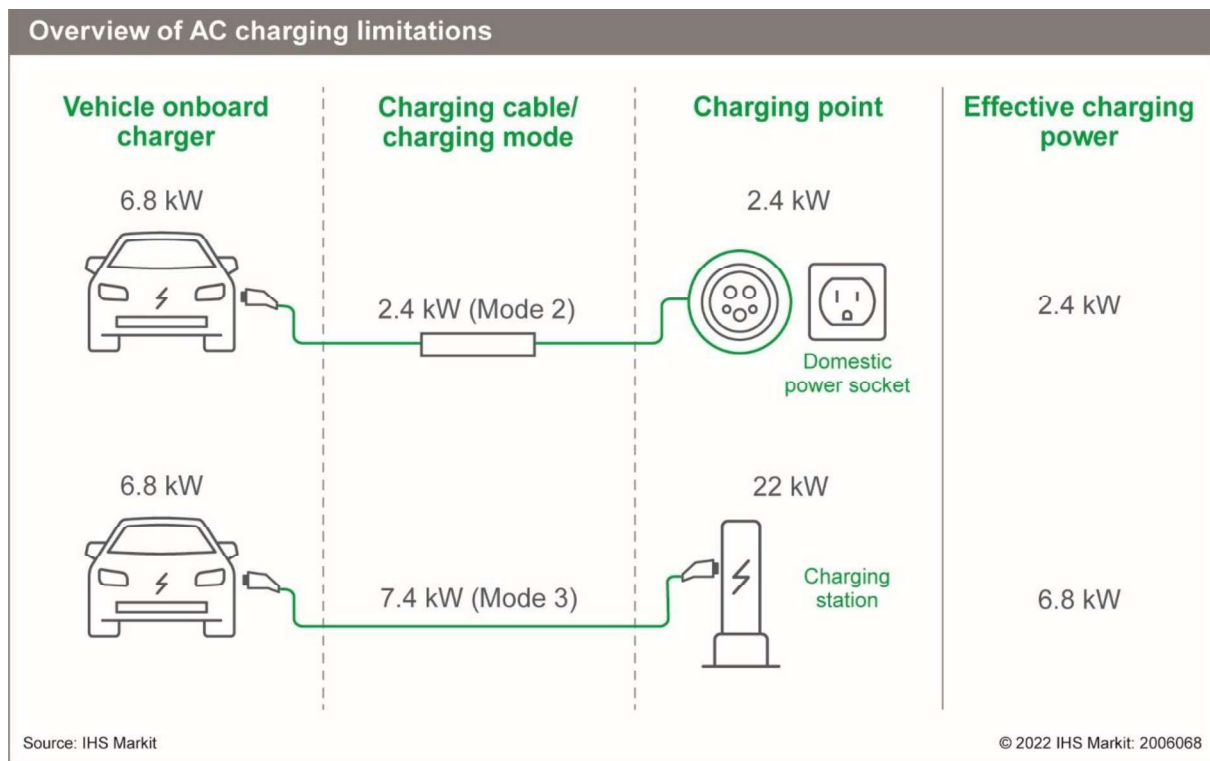 Overview of AC charging limitations
Vehicle onboard
charger
Charging cable/
charging mode
Charging point
Effective charging
power
6.8 kW
2.4 kW
2.4 kW (Mode 2)
2.4 kW
Domestic
power socket
6.8 kW
22 kW
7.4 kW (Mode 3)
Charging
station
6.8 kW
Source: IHS Markit
© 2022 IHS Markit: 2006068